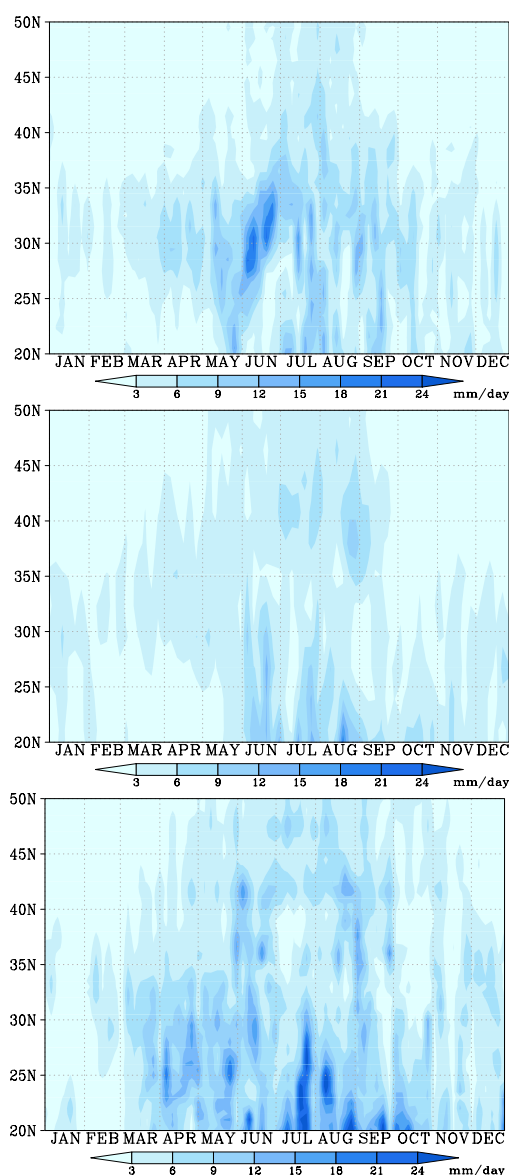 50N
45N
40N
35N
30N
25N
20N
JAN FEB MAR APR MAY JUN JUL AUG SEP OCT NOV DEC
3 6 9 12 15 18 21 24 mm/day
50N
45N
40N
35N
30N
25N
20N
JAN FEB MAR APR MAY JUN JUL AUG SEP OCT NOV DEC
3 6 9 12 15 18 21 24 mm/day
50N
45N
40N
35N
30N
25N
20N
JAN FEB MAR APR MAY JUN JUL AUG SEP OCT NOV DEC
3 6 9 12 15 18 21 24 mm/day